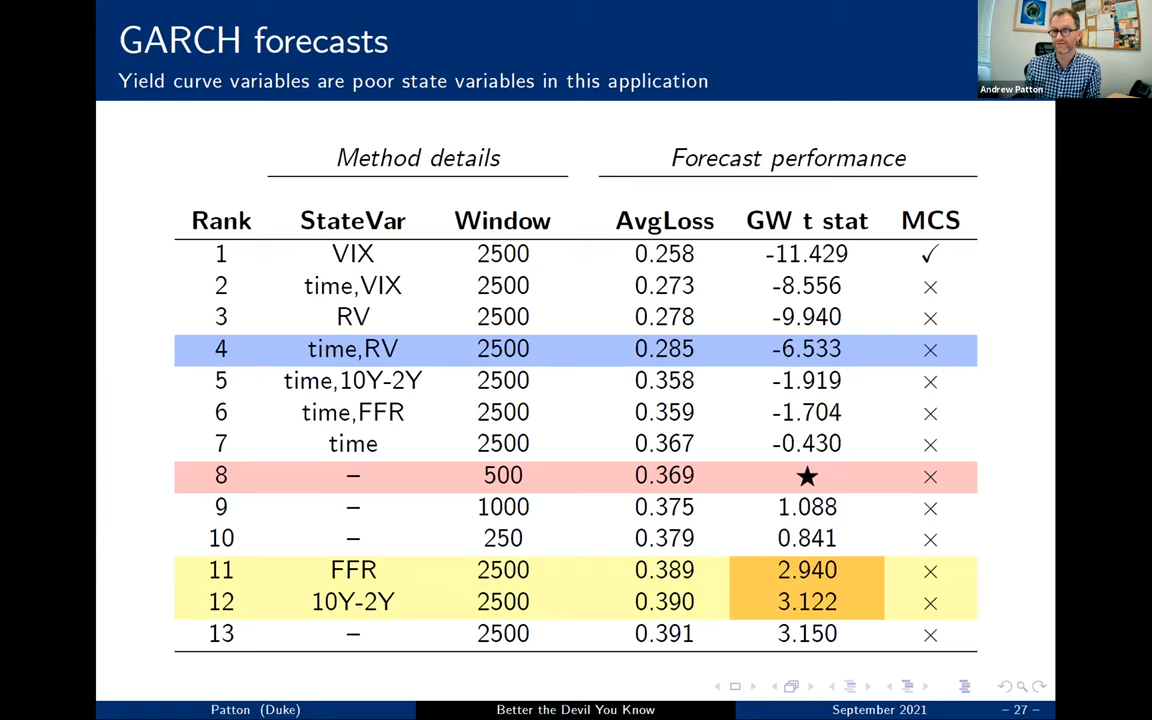 GARCH forecasts
Yield curve variables are poor state variables in this application
Andrew Patton
Method details Forecast performance
Rank StateVar Window AvgLoss GW t stat MCS
1 VIX 2500 0.258 -11.429 ✓
2 time,VIX 2500 0.273 -8.556 ×
3 RV 2500 0.278 -9.940 ×
4 time,RV 2500 0.285 -6.533 ×
5 time,10Y-2Y 2500 0.358 -1.919 ×
6 time,FFR 2500 0.359 -1.704 ×
7 time 2500 0.367 -0.430 ×
8 – 500 0.369 ★ ×
9 – 1000 0.375 1.088 ×
10 – 250 0.379 0.841 ×
11 FFR 2500 0.389 2.940 ×
12 10Y-2Y 2500 0.390 3.122 ×
13 – 2500 0.391 3.150 ×
Patton (Duke) Better the Devil You Know September 2021 – 27 –